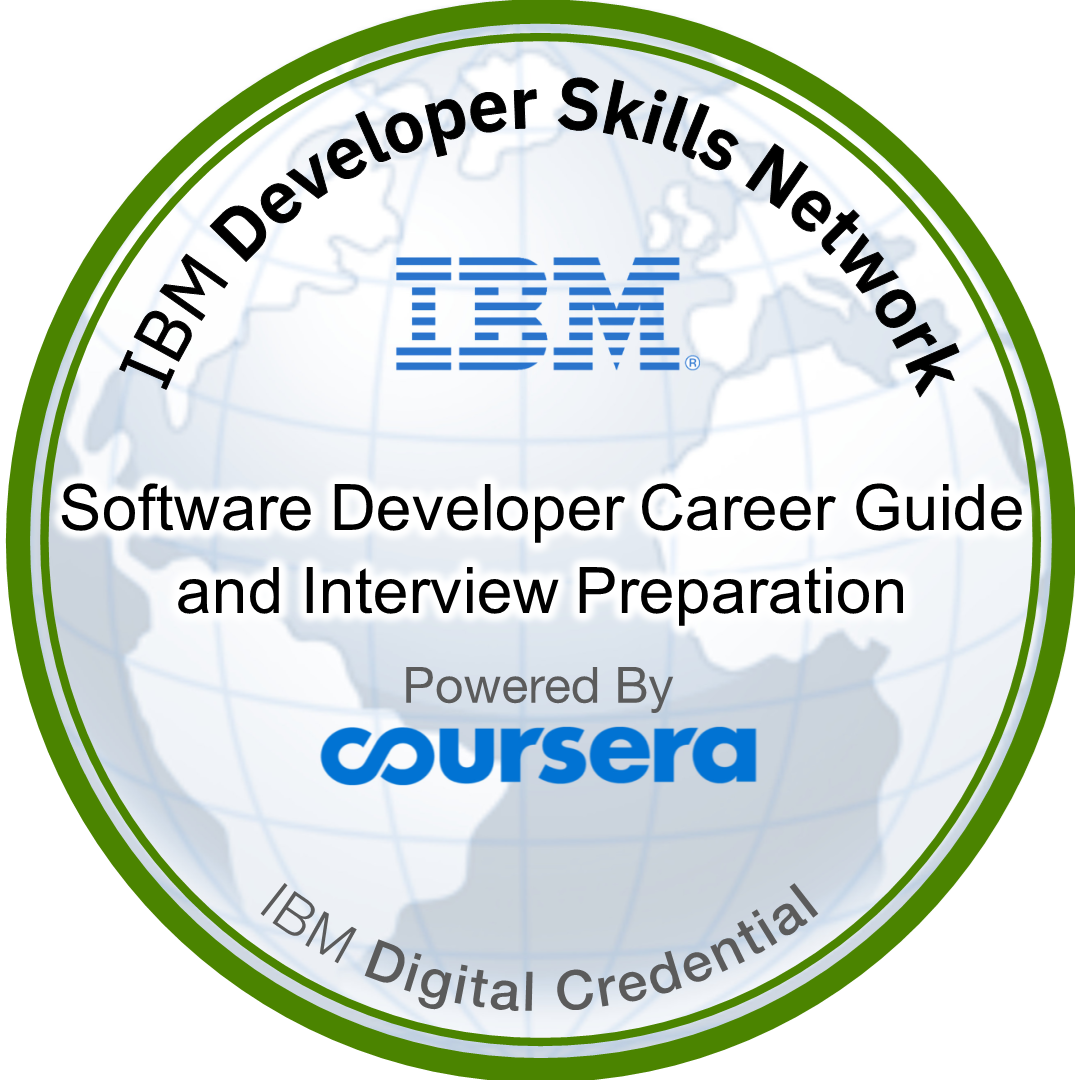 IBM Developer Skills Network
IBM®
Software Developer Career Guide
and Interview Preparation
Powered By
coursera
IBM Digital Credential